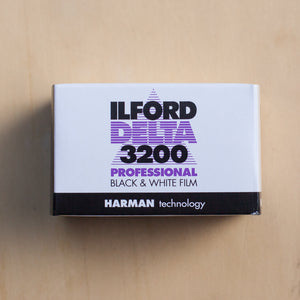 ILFORD
DELTA
3200
PROFESSIONAL
BLACK & WHITE FILM
HARMAN technology